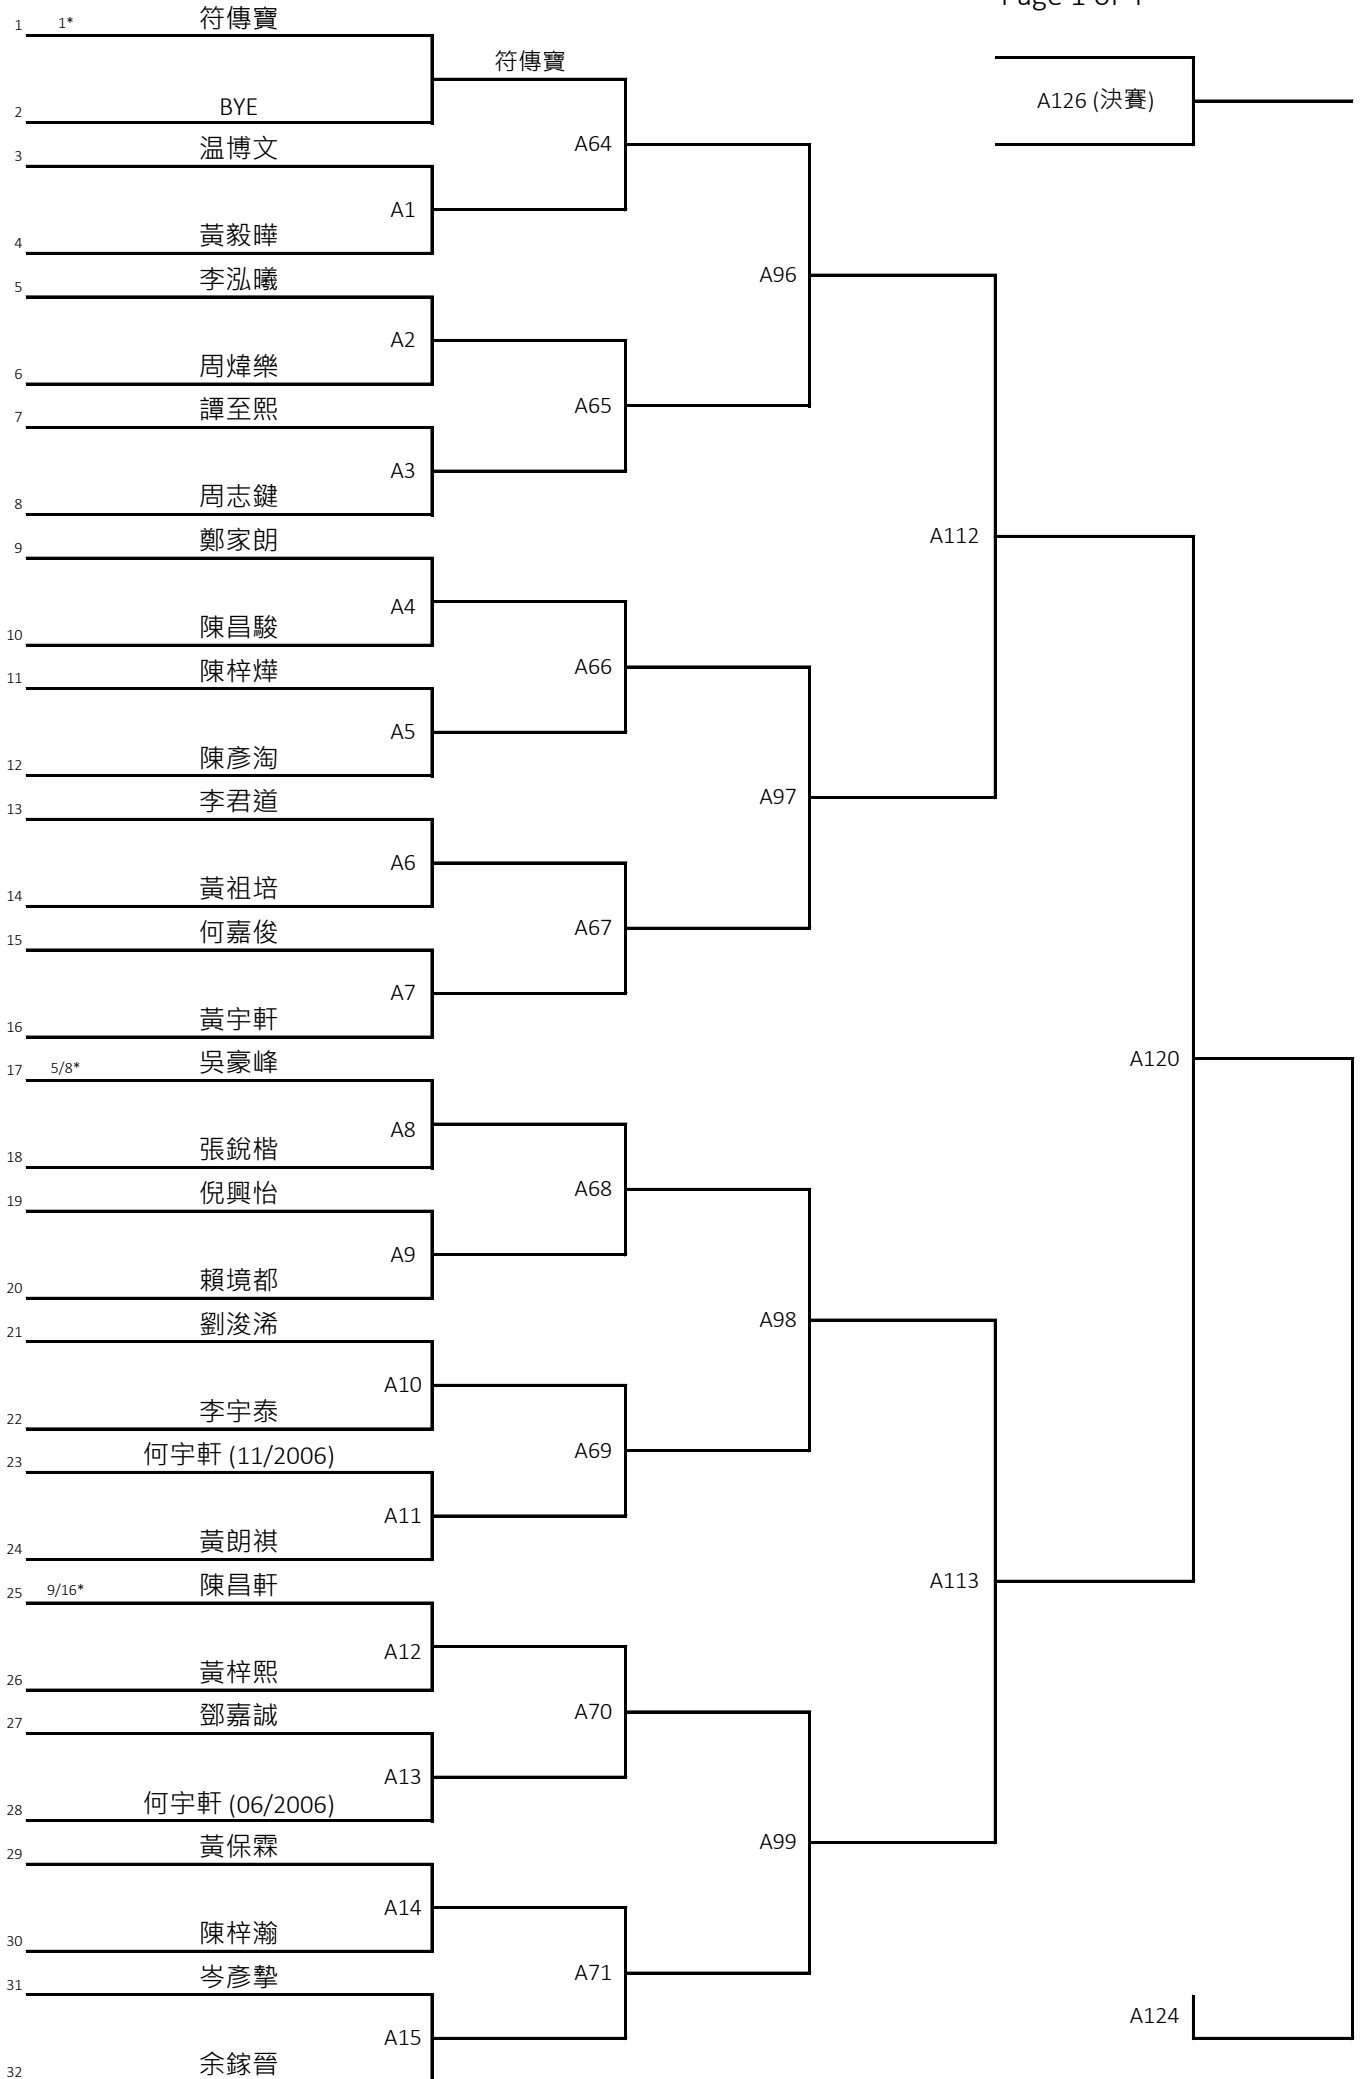 Page 1 of 4
1 1* 符傳寶
符傳寶
A126 (決賽)
2 BYE
3 温博文
A64
A1
4 黃毅曄
5 李泓曦
A96
A2
6 周煒樂
7 譚至熙
A65
A3
8 周志鍵
9 鄭家朗
A112
A4
10 陳昌駿
11 陳梓燁
A66
A5
12 陳彥淘
13 李君道
A97
A6
14 黃祖培
15 何嘉俊
A67
A7
16 黃宇軒
17 5/8* 吳豪峰
A120
A8
18 張銳楷
19 倪興怡
A68
A9
20 賴境都
21 劉浚浠
A98
A10
22 李宇泰
23 何宇軒 (11/2006)
A69
A11
24 黃朗祺
25 9/16* 陳昌軒
A113
A12
26 黃梓熙
27 鄧嘉誠
A70
A13
28 何宇軒 (06/2006)
29 黃保霖
A99
A14
30 陳梓瀚
31 岑彥摯
A71
A124
A15
32 余鎵晉